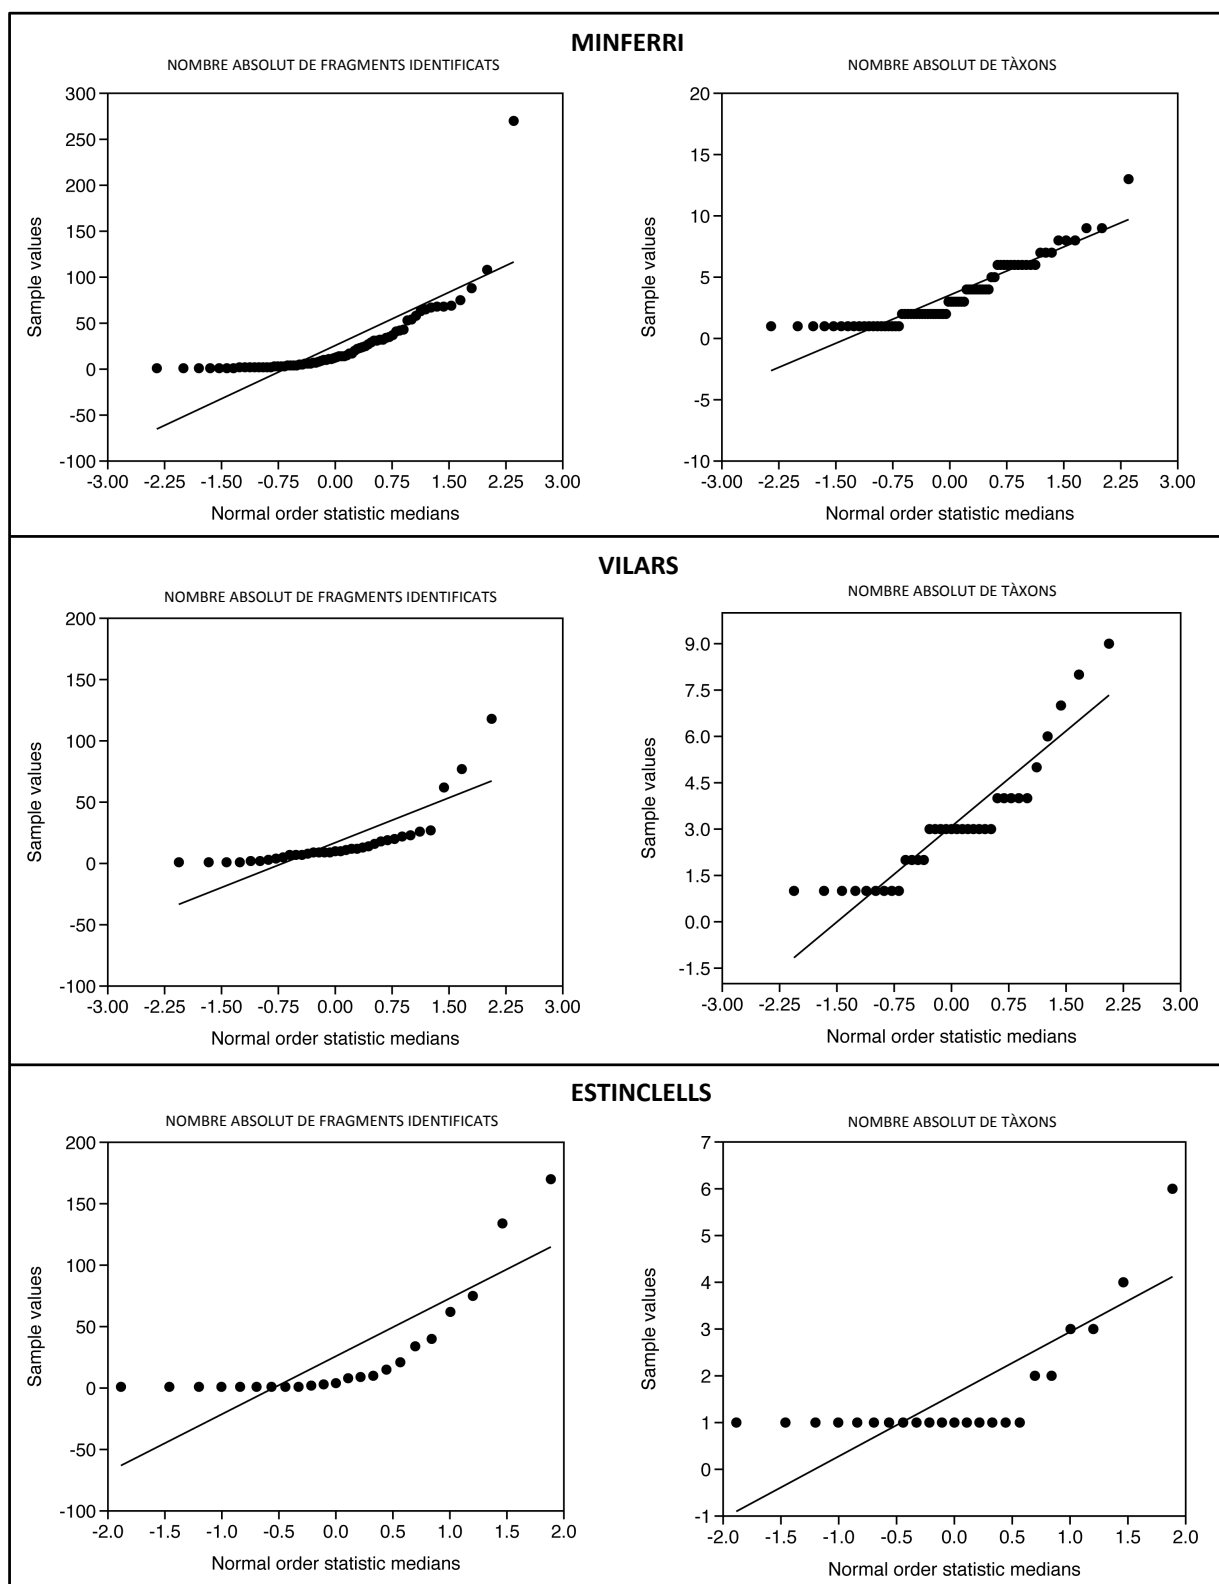 MINFERRI
NOMBRE ABSOLUT DE FRAGMENTS IDENTIFICATS
300
250
200
150
100
50
0
-50
-100
Sample values
-3.00 -2.25 -1.50 -0.75 0.00 0.75 1.50 2.25 3.00
Normal order statistic medians
NOMBRE ABSOLUT DE TÀXONS
20
15
10
5
0
-5
-10
Sample values
-3.00 -2.25 -1.50 -0.75 0.00 0.75 1.50 2.25 3.00
Normal order statistic medians
VILARS
NOMBRE ABSOLUT DE FRAGMENTS IDENTIFICATS
200
150
100
50
0
-50
-100
Sample values
-3.00 -2.25 -1.50 -0.75 0.00 0.75 1.50 2.25 3.00
Normal order statistic medians
NOMBRE ABSOLUT DE TÀXONS
9.0
7.5
6.0
4.5
3.0
1.5
0.0
-1.5
Sample values
-3.00 -2.25 -1.50 -0.75 0.00 0.75 1.50 2.25 3.00
Normal order statistic medians
ESTINCLELLS
NOMBRE ABSOLUT DE FRAGMENTS IDENTIFICATS
200
150
100
50
0
-50
-100
Sample values
-2.0 -1.5 -1.0 -0.5 0.0 0.5 1.0 1.5 2.0
Normal order statistic medians
NOMBRE ABSOLUT DE TÀXONS
7
6
5
4
3
2
1
0
-1
Sample values
-2.0 -1.5 -1.0 -0.5 0.0 0.5 1.0 1.5 2.0
Normal order statistic medians